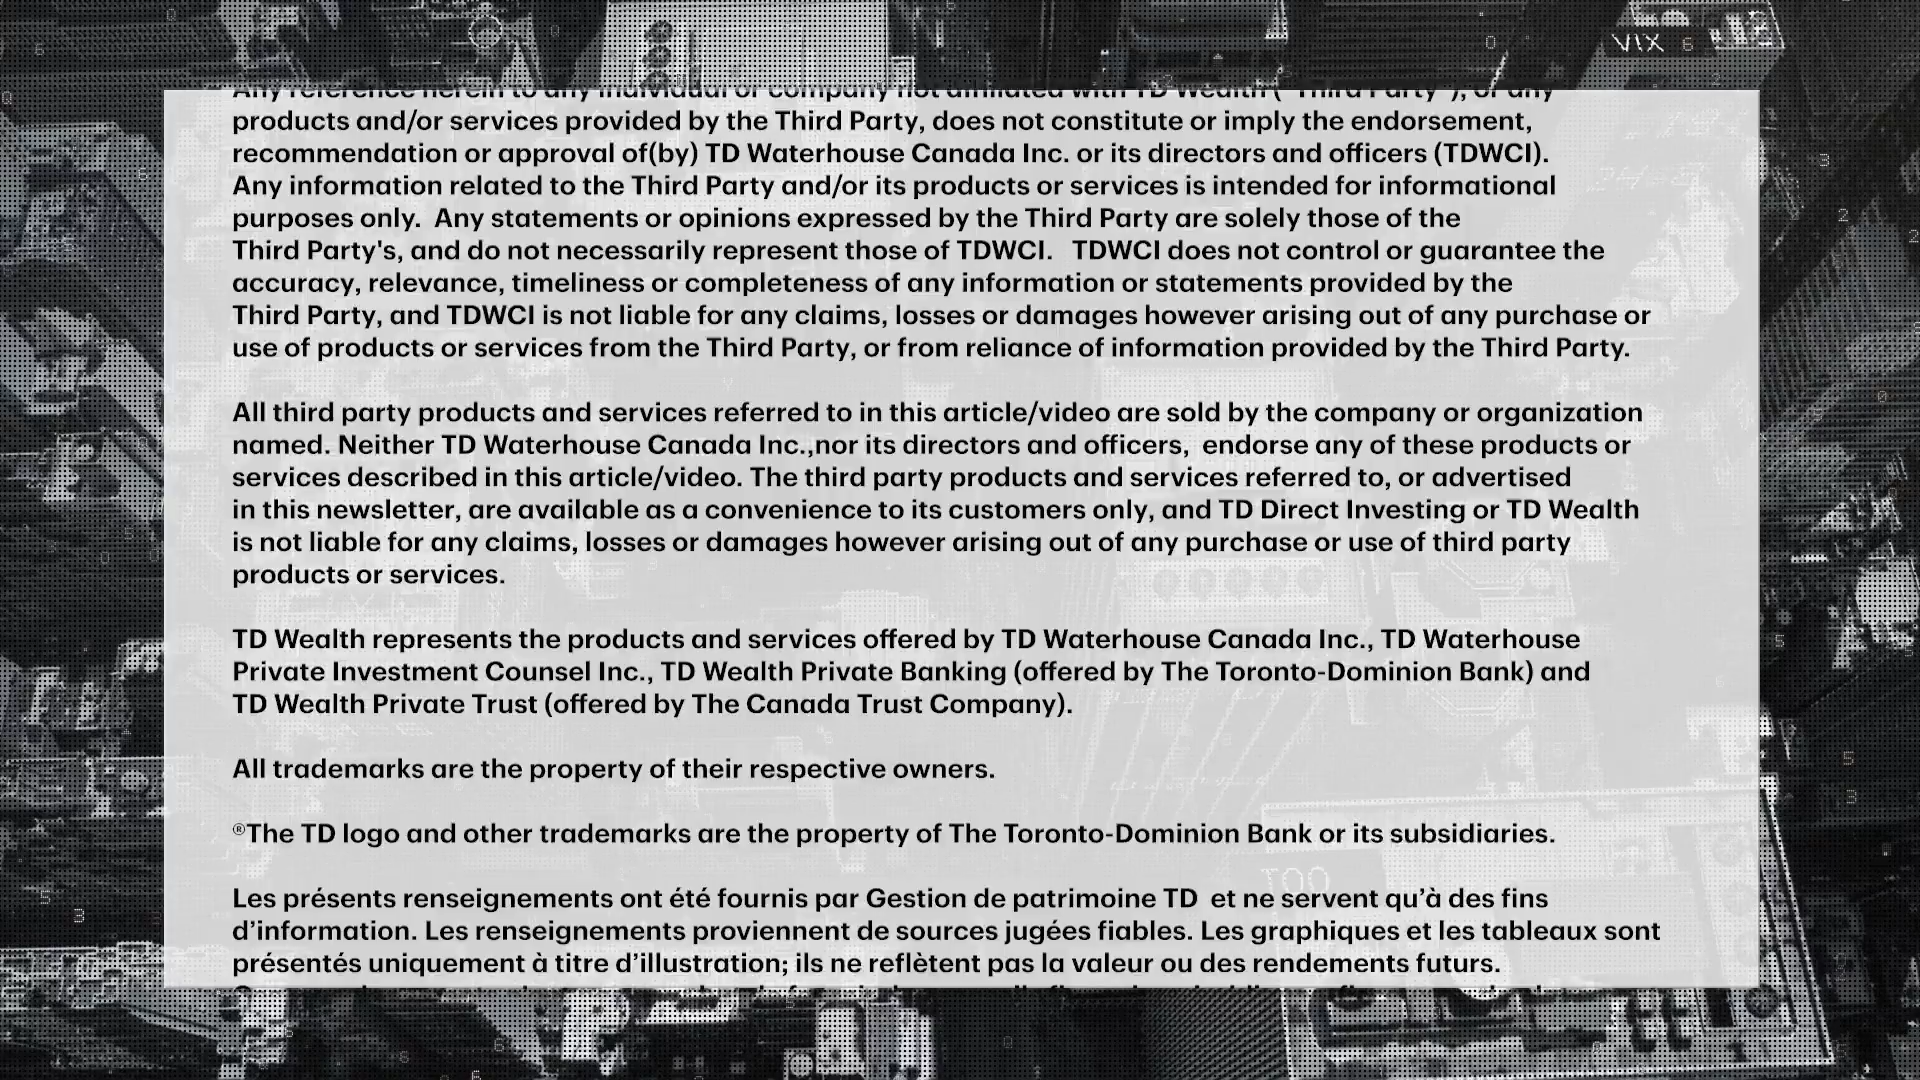 Any reference herein to any individual or company not affiliated with TD Wealth ("Third Party"), or any
products and/or services provided by the Third Party, does not constitute or imply the endorsement,
recommendation or approval of(by) TD Waterhouse Canada Inc. or its directors and officers (TDWCI).
Any information related to the Third Party and/or its products or services is intended for informational
purposes only.  Any statements or opinions expressed by the Third Party are solely those of the
Third Party's, and do not necessarily represent those of TDWCI.   TDWCI does not control or guarantee the
accuracy, relevance, timeliness or completeness of any information or statements provided by the
Third Party, and TDWCI is not liable for any claims, losses or damages however arising out of any purchase or
use of products or services from the Third Party, or from reliance of information provided by the Third Party.
All third party products and services referred to in this article/video are sold by the company or organization
named. Neither TD Waterhouse Canada Inc.,nor its directors and officers,  endorse any of these products or
services described in this article/video. The third party products and services referred to, or advertised
in this newsletter, are available as a convenience to its customers only, and TD Direct Investing or TD Wealth
is not liable for any claims, losses or damages however arising out of any purchase or use of third party
products or services.
TD Wealth represents the products and services offered by TD Waterhouse Canada Inc., TD Waterhouse
Private Investment Counsel Inc., TD Wealth Private Banking (offered by The Toronto-Dominion Bank) and
TD Wealth Private Trust (offered by The Canada Trust Company).
All trademarks are the property of their respective owners.
®The TD logo and other trademarks are the property of The Toronto-Dominion Bank or its subsidiaries.
Les présents renseignements ont été fournis par Gestion de patrimoine TD  et ne servent qu'à des fins
d'information. Les renseignements proviennent de sources jugées fiables. Les graphiques et les tableaux sont
présentés uniquement à titre d'illustration; ils ne reflètent pas la valeur ou des rendements futurs.
VIX